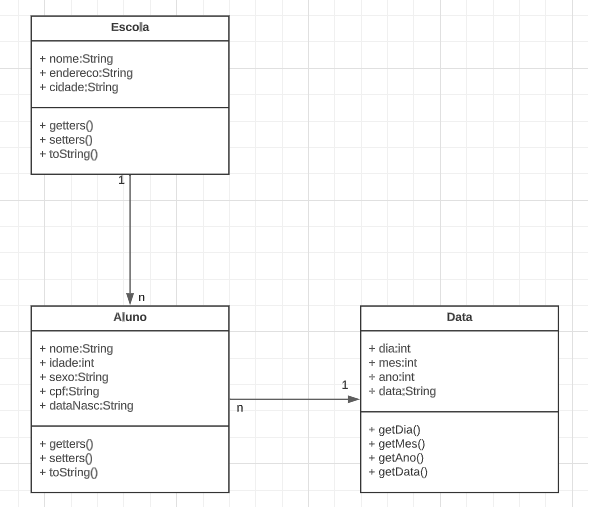 Escola
+ nome:String
+ endereco:String
+ cidade:String
+ getters()
+ setters()
+ toString()
1
n
Aluno
+ nome:String
+ idade:int
+ sexo:String
+ cpf:String
+ dataNasc:String
+ getters()
+ setters()
+ toString()
n
1
Data
+ dia:int
+ mes:int
+ ano:int
+ data:String
+ getDia()
+ getMes()
+ getAno()
+ getData()